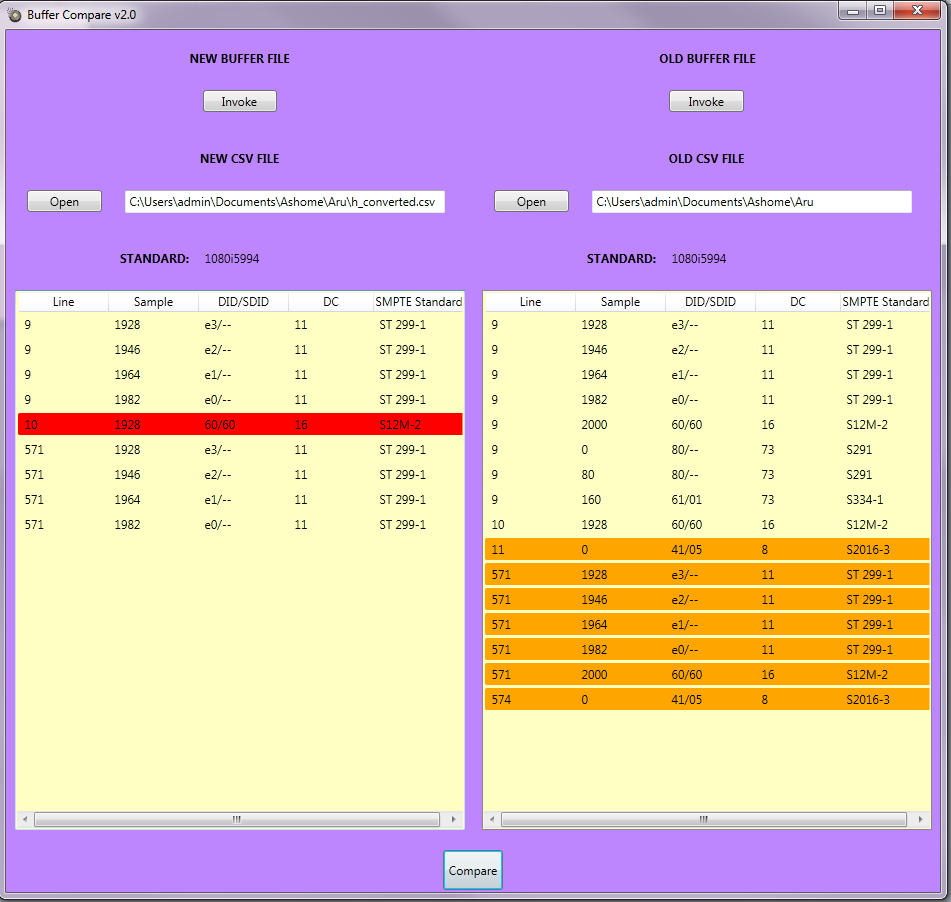 Buffer Compare v2.0
NEW BUFFER FILE
Invoke
NEW CSV FILE
Open C:\Users\admin\Documents\Ashome\Aru\h_converted.csv
STANDARD: 1080i5994
Line Sample DID/SDID DC SMPTE Standard
9 1928 e3/-- 11 ST 299-1
9 1946 e2/-- 11 ST 299-1
9 1964 e1/-- 11 ST 299-1
9 1982 e0/-- 11 ST 299-1
10 1928 60/60 16 S12M-2
571 1928 e3/-- 11 ST 299-1
571 1946 e2/-- 11 ST 299-1
571 1964 e1/-- 11 ST 299-1
571 1982 e0/-- 11 ST 299-1
OLD BUFFER FILE
Invoke
OLD CSV FILE
Open C:\Users\admin\Documents\Ashome\Aru
STANDARD: 1080i5994
Line Sample DID/SDID DC SMPTE Standard
9 1928 e3/-- 11 ST 299-1
9 1946 e2/-- 11 ST 299-1
9 1964 e1/-- 11 ST 299-1
9 1982 e0/-- 11 ST 299-1
9 2000 60/60 16 S12M-2
9 0 80/-- 73 S291
9 80 80/-- 73 S291
9 160 61/01 73 S334-1
10 1928 60/60 16 S12M-2
11 0 41/05 8 S2016-3
571 1928 e3/-- 11 ST 299-1
571 1946 e2/-- 11 ST 299-1
571 1964 e1/-- 11 ST 299-1
571 1982 e0/-- 11 ST 299-1
571 2000 60/60 16 S12M-2
574 0 41/05 8 S2016-3
Compare